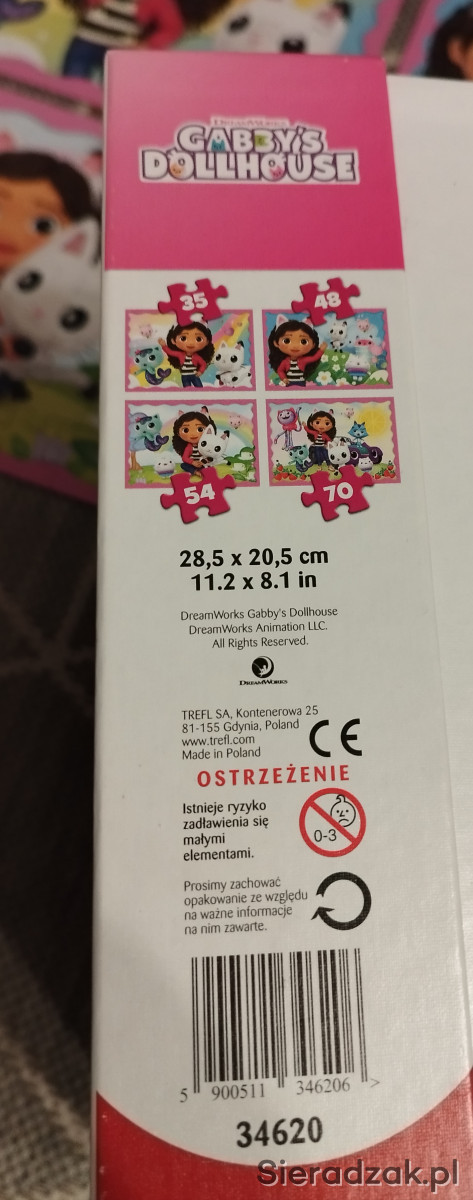 DREAMWORKS
GABBY'S
DOLLHOUSE
35
48
54
70
28,5 x 20,5 cm
11.2 x 8.1 in
DreamWorks Gabby's Dollhouse
DreamWorks Animation LLC.
All Rights Reserved.
DREAMWORKS
TREFL SA, Kontenerowa 25
81-155 Gdynia, Poland
www.trefl.com
Made in Poland
CE
OSTRZEŻENIE
Istnieje ryzyko
zadławienia się
małymi
elementami.
0-3
Prosimy zachować
opakowanie ze względu
na ważne informacje
na nim zawarte.
5 900511 346206 >
34620
Sieradzak.pl